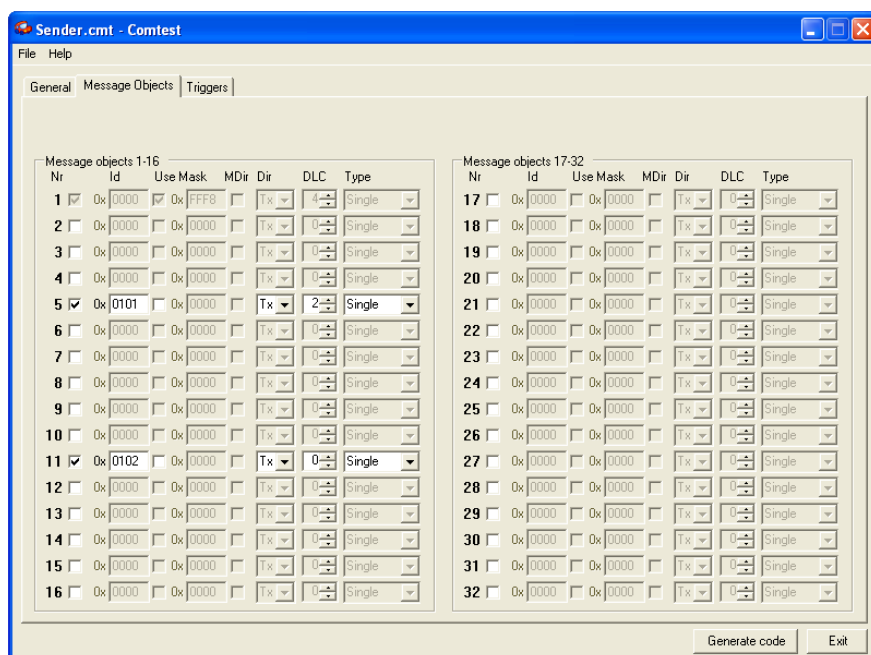 Sender.cmt - Comtest
File Help
General Message Objects Triggers
Message objects 1-16
Nr Id Use Mask MDir Dir DLC Type
1 0x 0000 0x FFF8 Tx 4 Single
2 0x 0000 0x 0000 Tx 0 Single
3 0x 0000 0x 0000 Tx 0 Single
4 0x 0000 0x 0000 Tx 0 Single
5 0x 0101 0x 0000 Tx 2 Single
6 0x 0000 0x 0000 Tx 0 Single
7 0x 0000 0x 0000 Tx 0 Single
8 0x 0000 0x 0000 Tx 0 Single
9 0x 0000 0x 0000 Tx 0 Single
10 0x 0000 0x 0000 Tx 0 Single
11 0x 0102 0x 0000 Tx 0 Single
12 0x 0000 0x 0000 Tx 0 Single
13 0x 0000 0x 0000 Tx 0 Single
14 0x 0000 0x 0000 Tx 0 Single
15 0x 0000 0x 0000 Tx 0 Single
16 0x 0000 0x 0000 Tx 0 Single
Message objects 17-32
Nr Id Use Mask MDir Dir DLC Type
17 0x 0000 0x 0000 Tx 0 Single
18 0x 0000 0x 0000 Tx 0 Single
19 0x 0000 0x 0000 Tx 0 Single
20 0x 0000 0x 0000 Tx 0 Single
21 0x 0000 0x 0000 Tx 0 Single
22 0x 0000 0x 0000 Tx 0 Single
23 0x 0000 0x 0000 Tx 0 Single
24 0x 0000 0x 0000 Tx 0 Single
25 0x 0000 0x 0000 Tx 0 Single
26 0x 0000 0x 0000 Tx 0 Single
27 0x 0000 0x 0000 Tx 0 Single
28 0x 0000 0x 0000 Tx 0 Single
29 0x 0000 0x 0000 Tx 0 Single
30 0x 0000 0x 0000 Tx 0 Single
31 0x 0000 0x 0000 Tx 0 Single
32 0x 0000 0x 0000 Tx 0 Single
Generate code Exit